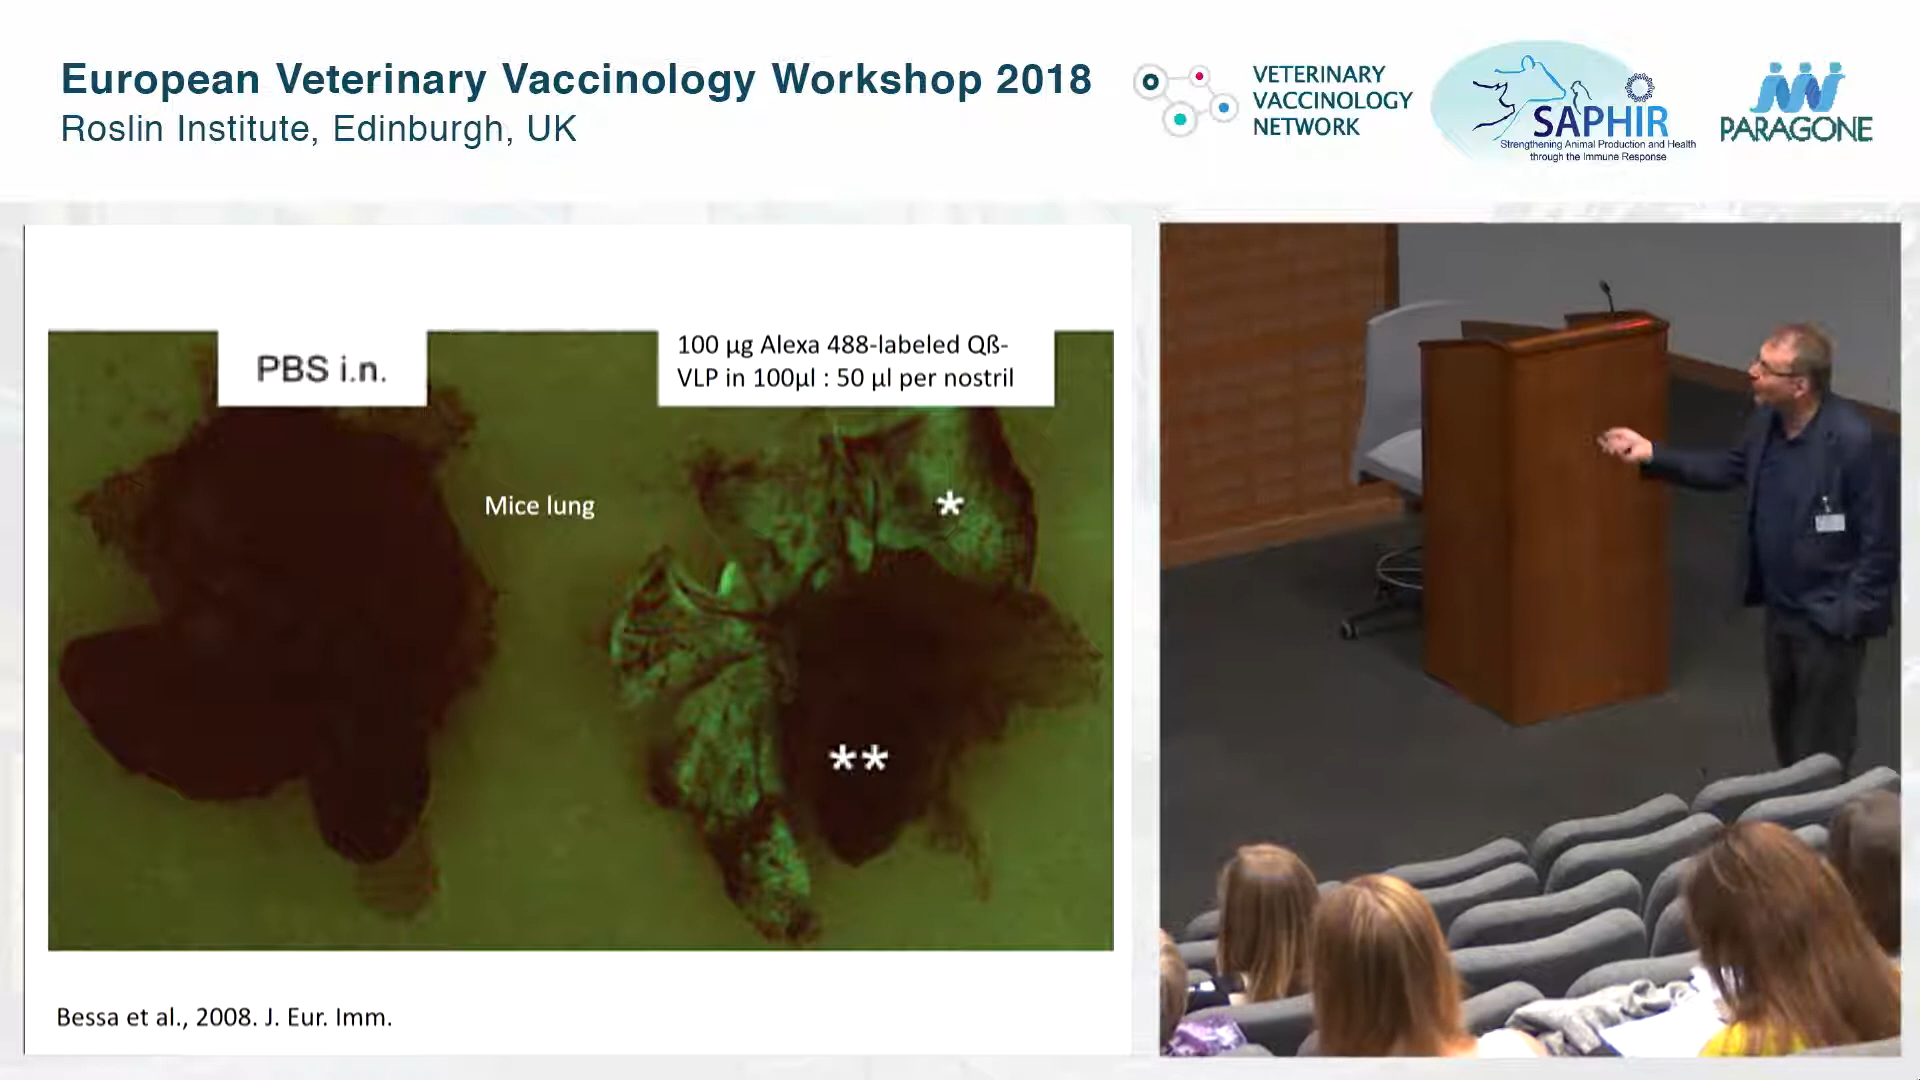 European Veterinary Vaccinology Workshop 2018
Roslin Institute, Edinburgh, UK
VETERINARY
VACCINOLOGY
NETWORK
SAPHIR
Strengthening Animal Production and Health
through the Immune Response
PARAGONE
PBS i.n.
100 µg Alexa 488-labeled Qß-
VLP in 100µl : 50 µl per nostril
Mice lung
*
**
Bessa et al., 2008. J. Eur. Imm.